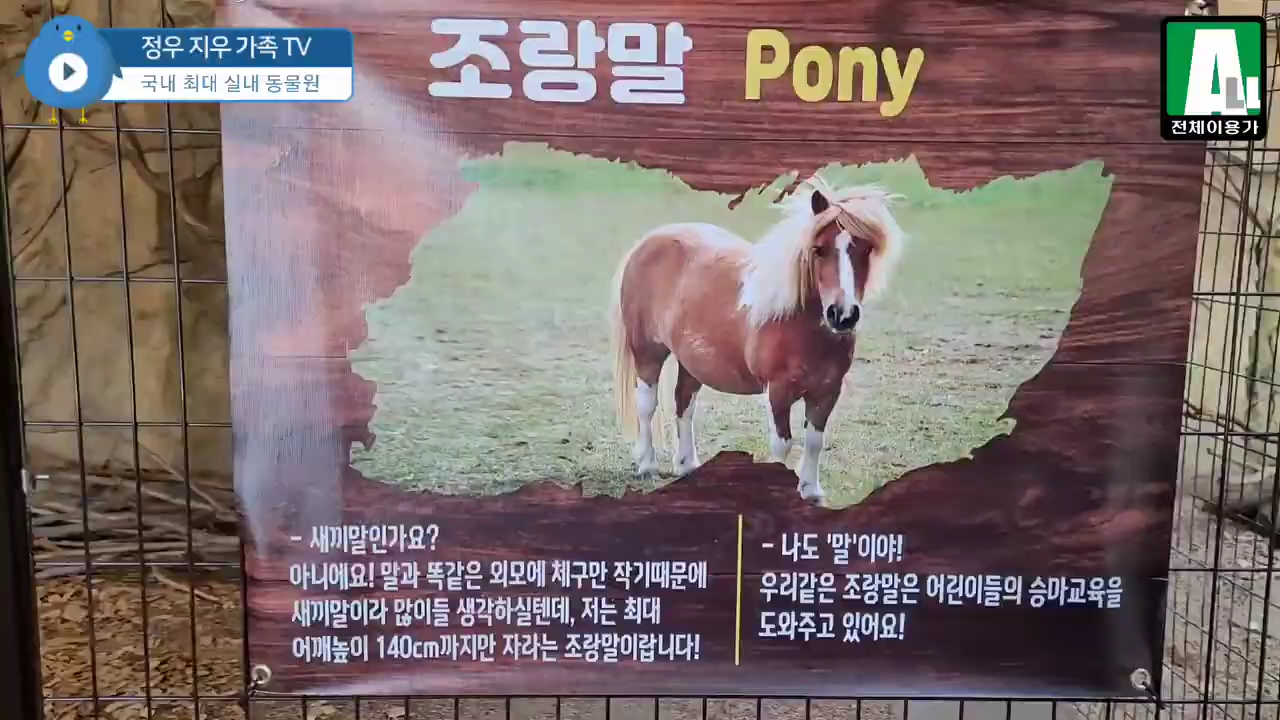 정우 지우 가족 TV
국내 최대 실내 동물원
ALL
전체이용가
조랑말 Pony
- 새끼말인가요?
아니에요! 말과 똑같은 외모에 체구만 작기때문에
새끼말이라 많이들 생각하실텐데, 저는 최대
어깨높이 140cm까지만 자라는 조랑말이랍니다!
- 나도 '말'이야!
우리같은 조랑말은 어린이들의 승마교육을
도와주고 있어요!